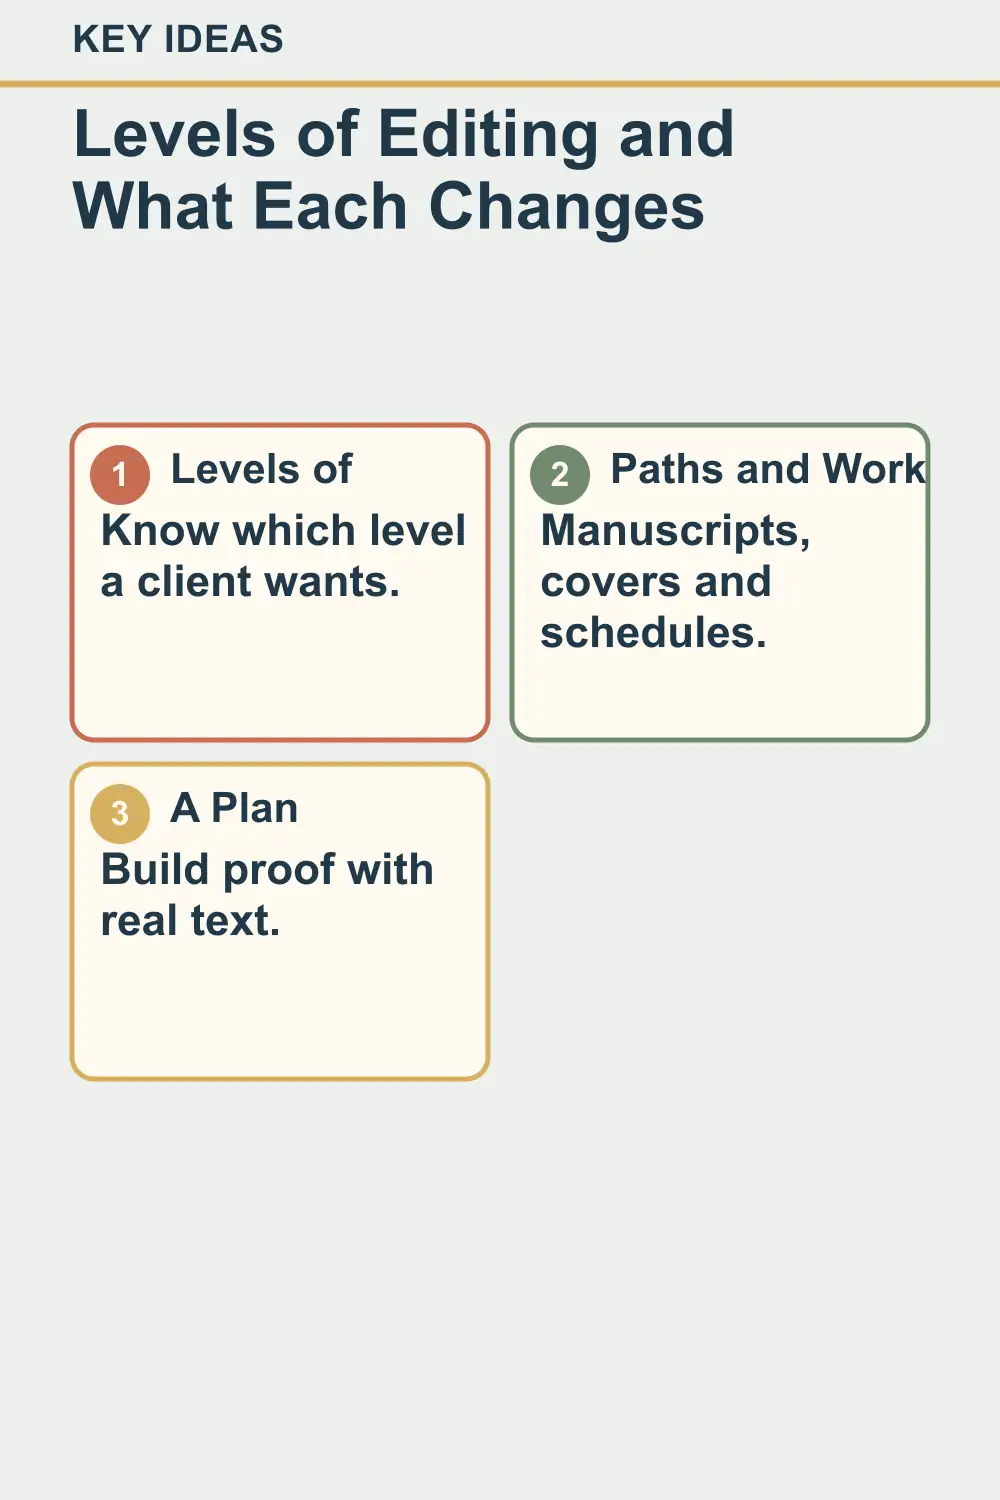 KEY IDEAS
Levels of Editing and
What Each Changes
1 Levels of
Know which level
a client wants.
2 Paths and Work
Manuscripts,
covers and
schedules.
3 A Plan
Build proof with
real text.